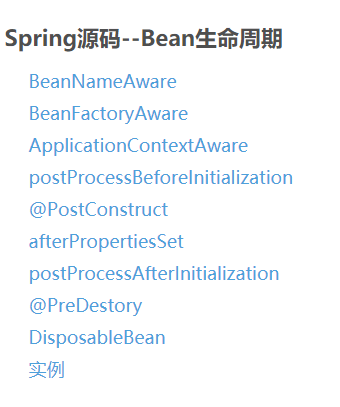 Spring源码--Bean生命周期
BeanNameAware
BeanFactoryAware
ApplicationContextAware
postProcessBeforeInitialization
@PostConstruct
afterPropertiesSet
postProcessAfterInitialization
@PreDestory
DisposableBean
实例